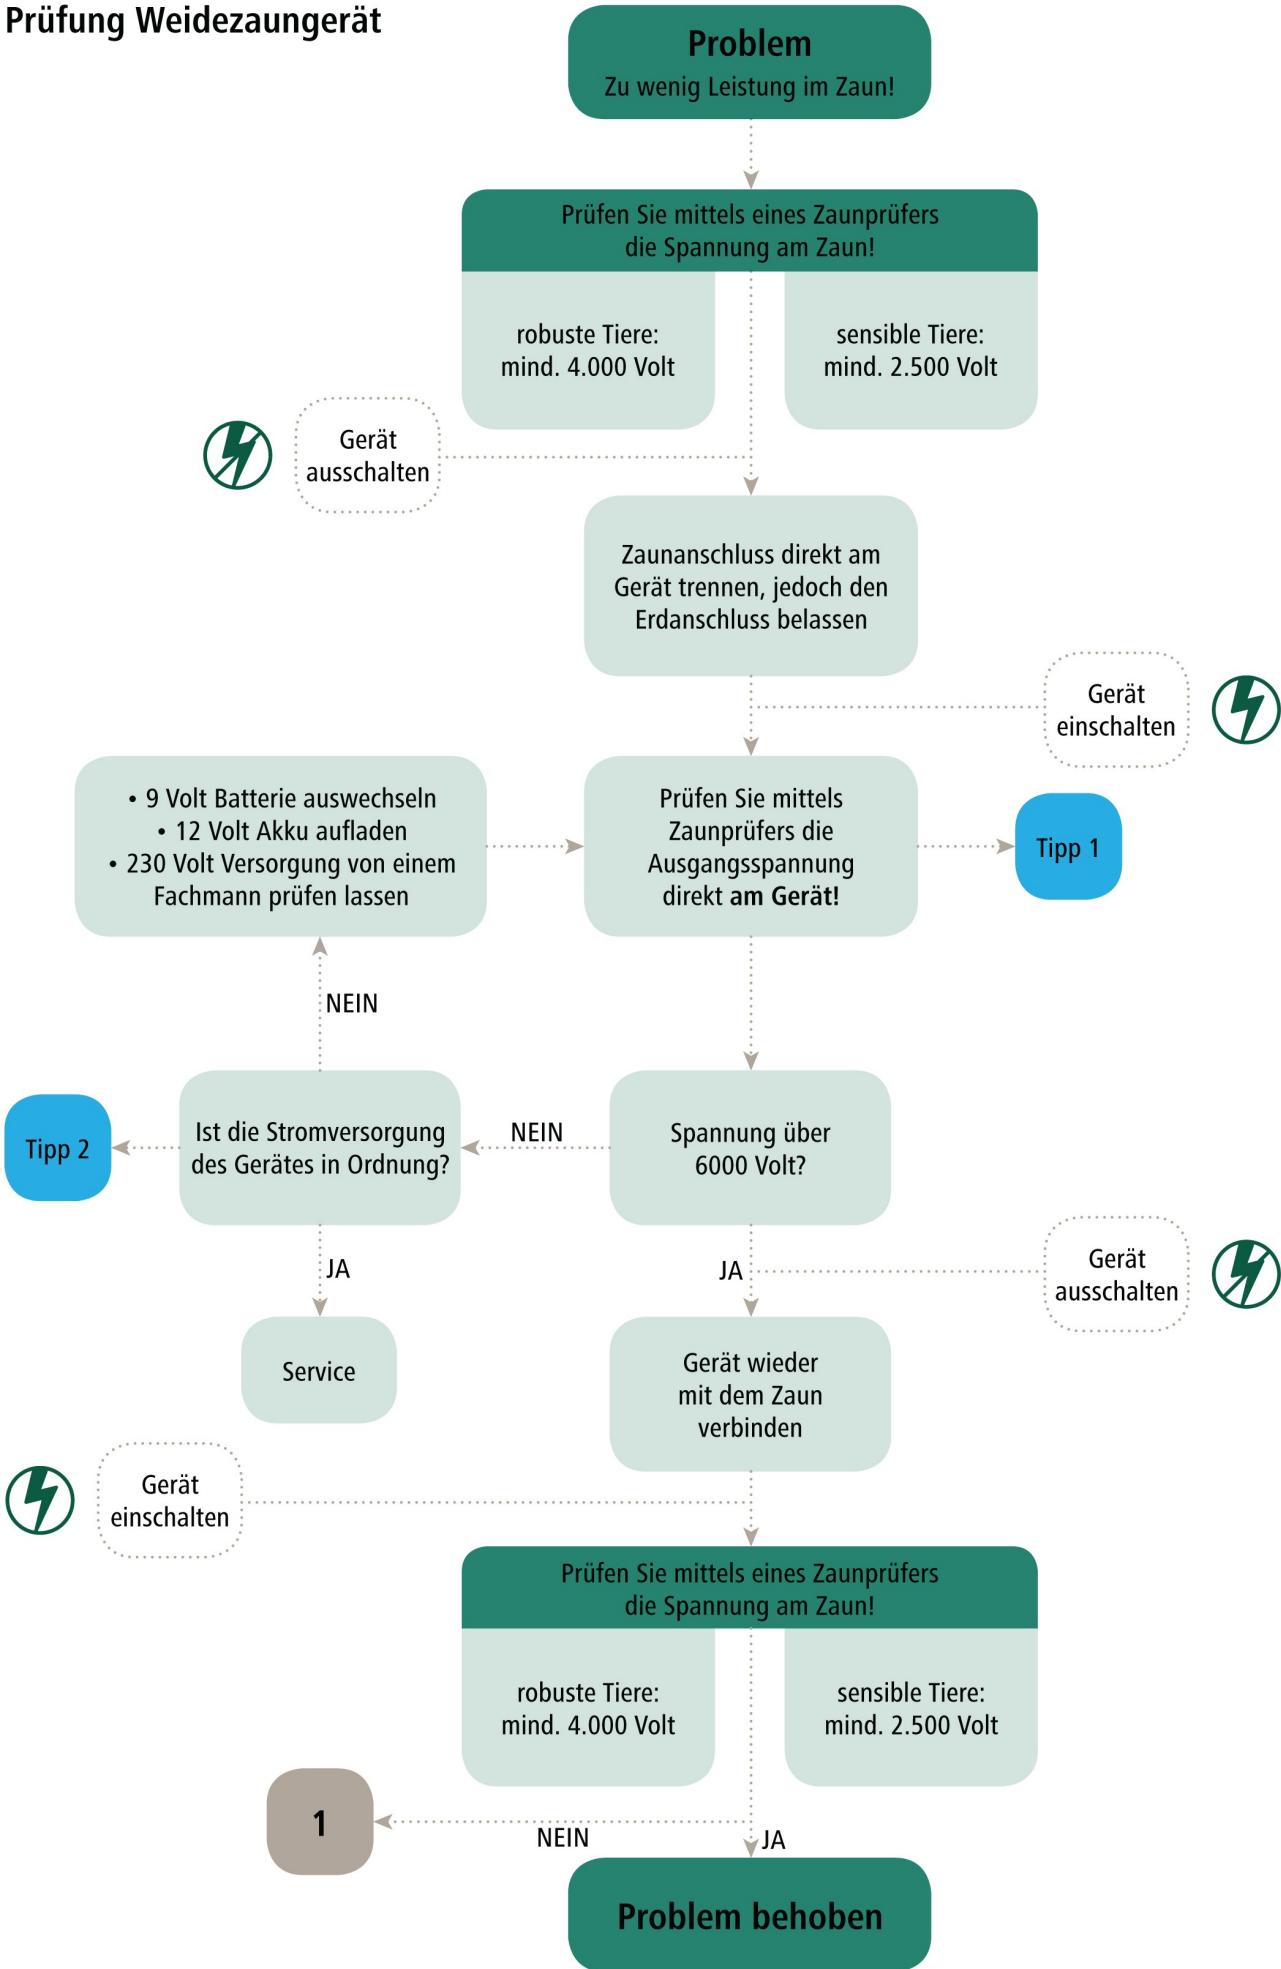 Prüfung Weidezaungerät
Problem
Zu wenig Leistung im Zaun!
Prüfen Sie mittels eines Zaunprüfers
die Spannung am Zaun!
robuste Tiere:
mind. 4.000 Volt
sensible Tiere:
mind. 2.500 Volt
Gerät
ausschalten
Zaunanschluss direkt am
Gerät trennen, jedoch den
Erdanschluss belassen
Gerät
einschalten
• 9 Volt Batterie auswechseln
• 12 Volt Akku aufladen
• 230 Volt Versorgung von einem
Fachmann prüfen lassen
Prüfen Sie mittels
Zaunprüfers die
Ausgangsspannung
direkt am Gerät!
Tipp 1
NEIN
Tipp 2
Ist die Stromversorgung
des Gerätes in Ordnung?
NEIN
Spannung über
6000 Volt?
JA
JA
Gerät
ausschalten
Service
Gerät wieder
mit dem Zaun
verbinden
Gerät
einschalten
Prüfen Sie mittels eines Zaunprüfers
die Spannung am Zaun!
robuste Tiere:
mind. 4.000 Volt
sensible Tiere:
mind. 2.500 Volt
1
NEIN
JA
Problem behoben